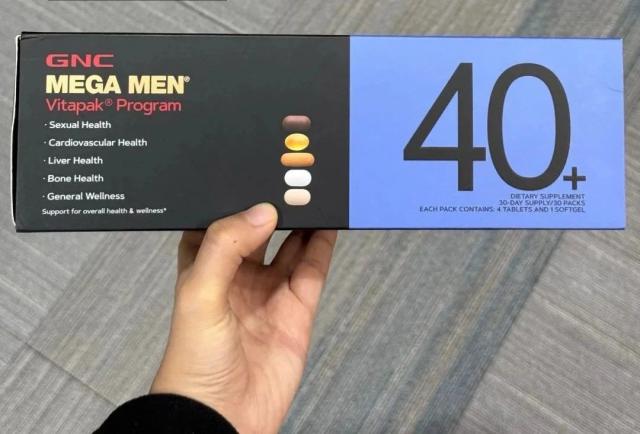 GNC
MEGA MEN®
Vitapak® Program
· Sexual Health
· Cardiovascular Health
· Liver Health
· Bone Health
· General Wellness
Support for overall health & wellness*
40+
DIETARY SUPPLEMENT
30-DAY SUPPLY/30 PACKS
EACH PACK CONTAINS: 4 TABLETS AND 1 SOFTGEL